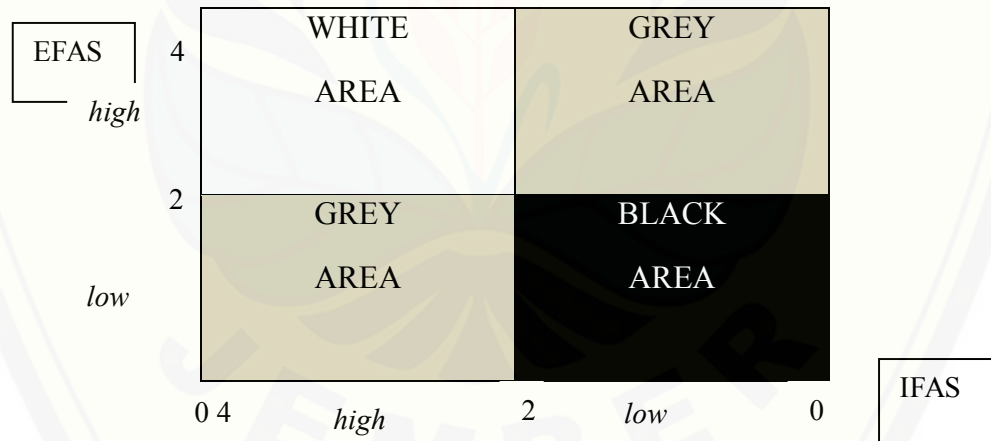 WHITE GREY
EFAS 4
AREA AREA
high
2
GREY BLACK
AREA AREA
low
IFAS
0 4 high 2 low 0
JEMBER